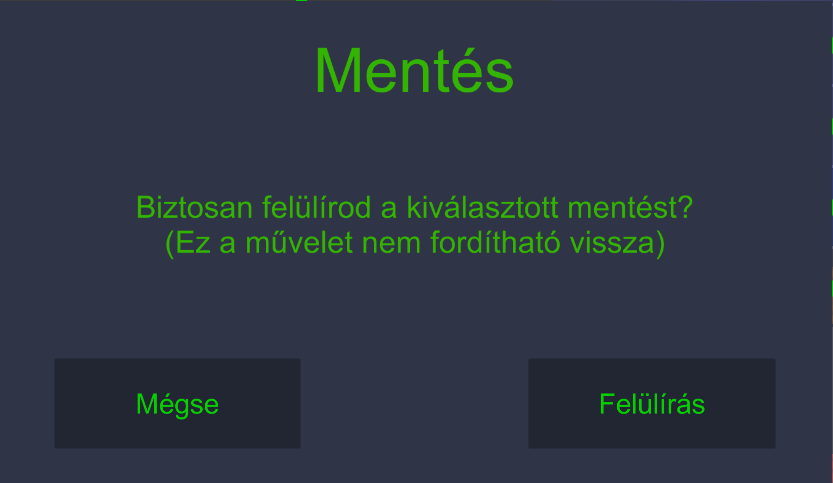 Mentés
Biztosan felülírod a kiválasztott mentést?
(Ez a művelet nem fordítható vissza)
Mégse
Felülírás